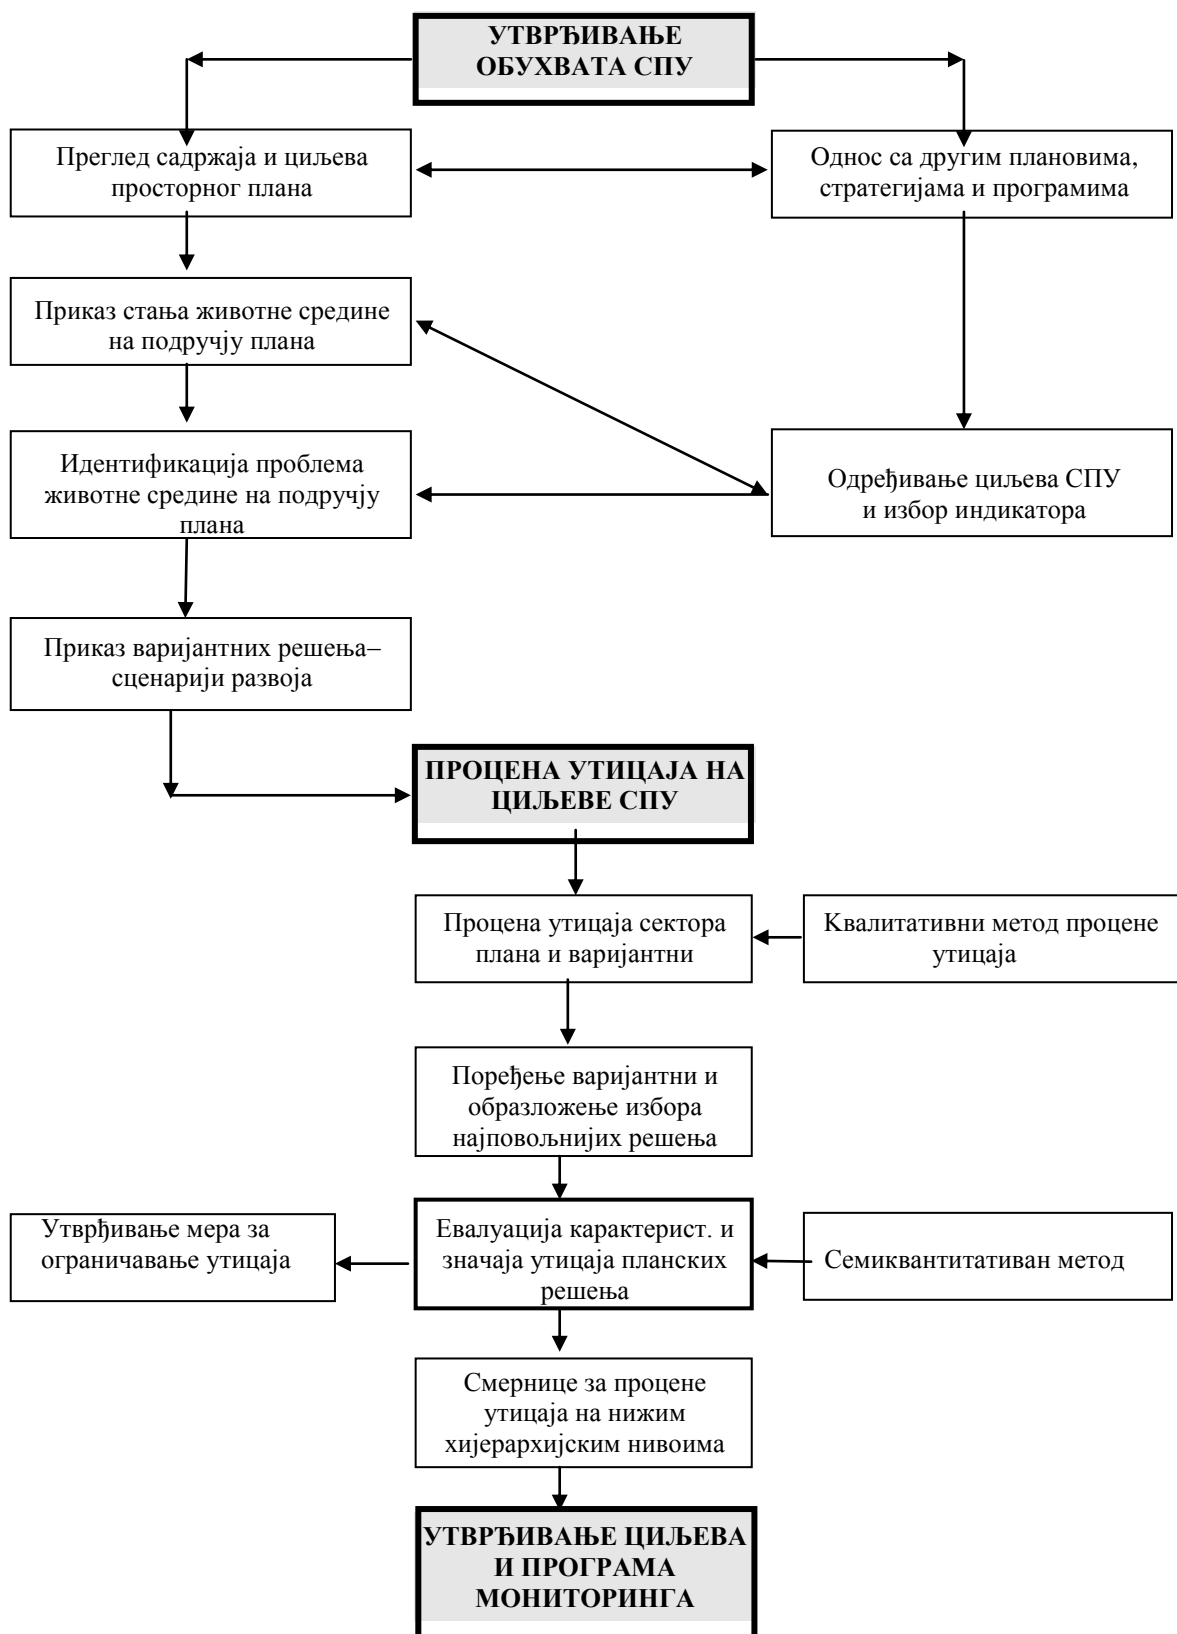 УТВРЂИВАЊЕ
ОБУХВАТА СПУ
Преглед садржаја и циљева
просторног плана
Однос са другим плановима,
стратегијама и програмима
Приказ стања животне средине
на подручју плана
Идентификација проблема
животне средине на подручју
плана
Одређивање циљева СПУ
и избор индикатора
Приказ варијантних решења–
сценарији развоја
ПРОЦЕНА УТИЦАЈА НА
ЦИЉЕВЕ СПУ
Процена утицаја сектора
плана и варијантни
Квалитативни метод процене
утицаја
Поређење варијантни и
образложење избора
најповољнијих решења
Утврђивање мера за
ограничавање утицаја
Евалуација карактерист. и
значаја утицаја планских
решења
Семиквантитативан метод
Смернице за процене
утицаја на нижим
хијерархијским нивоима
УТВРЂИВАЊЕ ЦИЉЕВА
И ПРОГРАМА
МОНИТОРИНГА